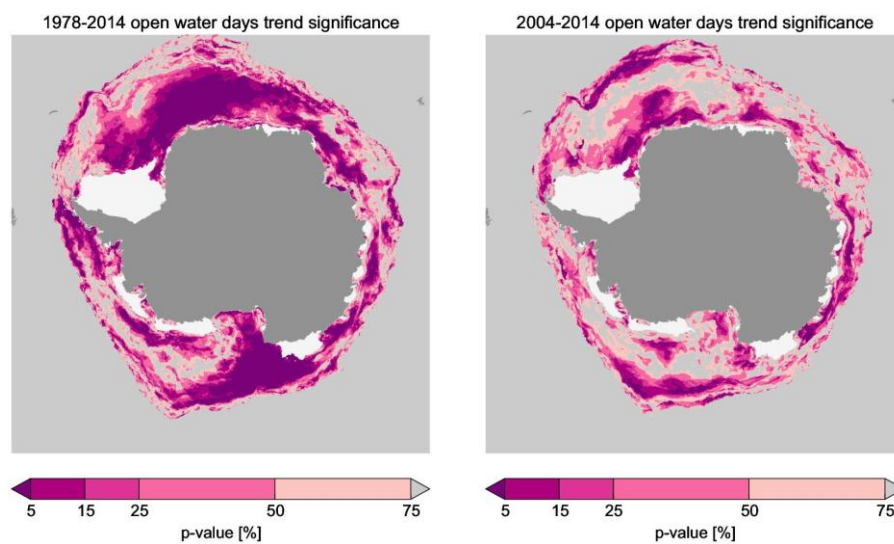 1978-2014 open water days trend significance
2004-2014 open water days trend significance
5 15 25 50 75
p-value [%]
5 15 25 50 75
p-value [%]